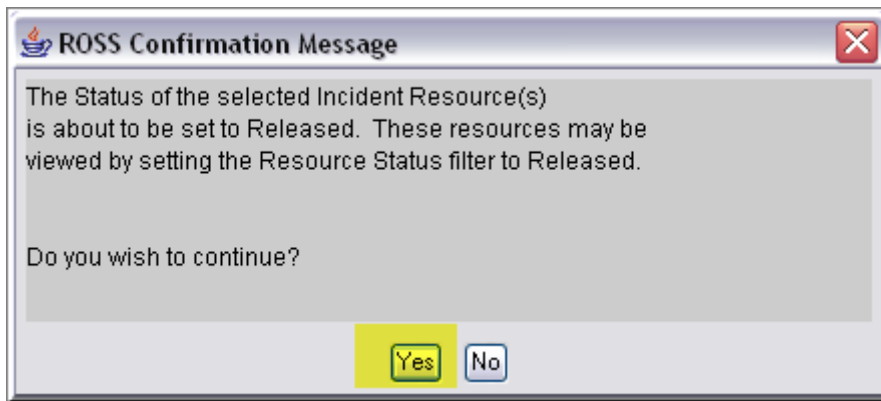 ROSS Confirmation Message
The Status of the selected Incident Resource(s)
is about to be set to Released. These resources may be
viewed by setting the Resource Status filter to Released.
Do you wish to continue?
Yes No